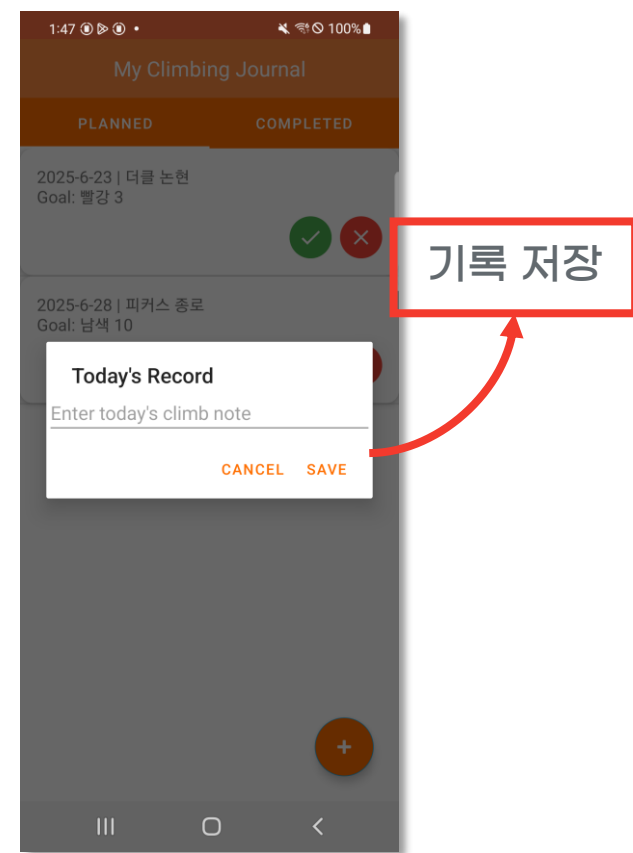 1:47 100%
My Climbing Journal
PLANNED COMPLETED
2025-6-23 | 더클 논현
Goal: 빨강 3
기록 저장
2025-6-28 | 피커스 종로
Goal: 남색 10
Today's Record
Enter today's climb note
CANCEL SAVE
+